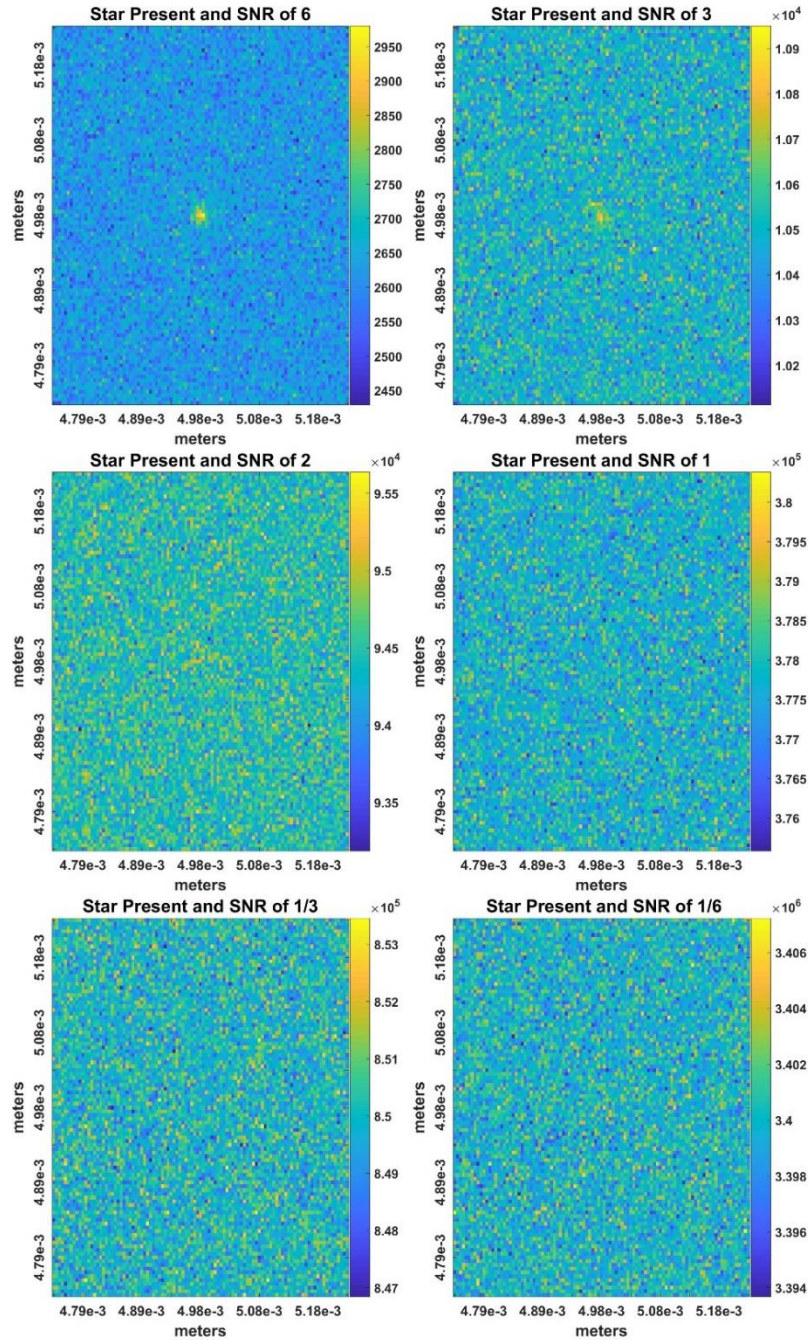 Star Present and SNR of 6
5.18e-3
5.08e-3
4.98e-3
4.89e-3
4.79e-3
meters
2950
2900
2850
2800
2750
2700
2650
2600
2550
2500
2450
4.79e-3 4.89e-3 4.98e-3 5.08e-3 5.18e-3
meters
Star Present and SNR of 3
×10⁴
5.18e-3
5.08e-3
4.98e-3
4.89e-3
4.79e-3
meters
1.09
1.08
1.07
1.06
1.05
1.04
1.03
1.02
4.79e-3 4.89e-3 4.98e-3 5.08e-3 5.18e-3
meters
Star Present and SNR of 2
×10⁴
5.18e-3
5.08e-3
4.98e-3
4.89e-3
4.79e-3
meters
9.55
9.5
9.45
9.4
9.35
4.79e-3 4.89e-3 4.98e-3 5.08e-3 5.18e-3
meters
Star Present and SNR of 1
×10⁵
5.18e-3
5.08e-3
4.98e-3
4.89e-3
4.79e-3
meters
3.8
3.795
3.79
3.785
3.78
3.775
3.77
3.765
3.76
4.79e-3 4.89e-3 4.98e-3 5.08e-3 5.18e-3
meters
Star Present and SNR of 1/3
×10⁵
5.18e-3
5.08e-3
4.98e-3
4.89e-3
4.79e-3
meters
8.53
8.52
8.51
8.5
8.49
8.48
8.47
4.79e-3 4.89e-3 4.98e-3 5.08e-3 5.18e-3
meters
Star Present and SNR of 1/6
×10⁶
5.18e-3
5.08e-3
4.98e-3
4.89e-3
4.79e-3
meters
3.406
3.404
3.402
3.4
3.398
3.396
3.394
4.79e-3 4.89e-3 4.98e-3 5.08e-3 5.18e-3
meters